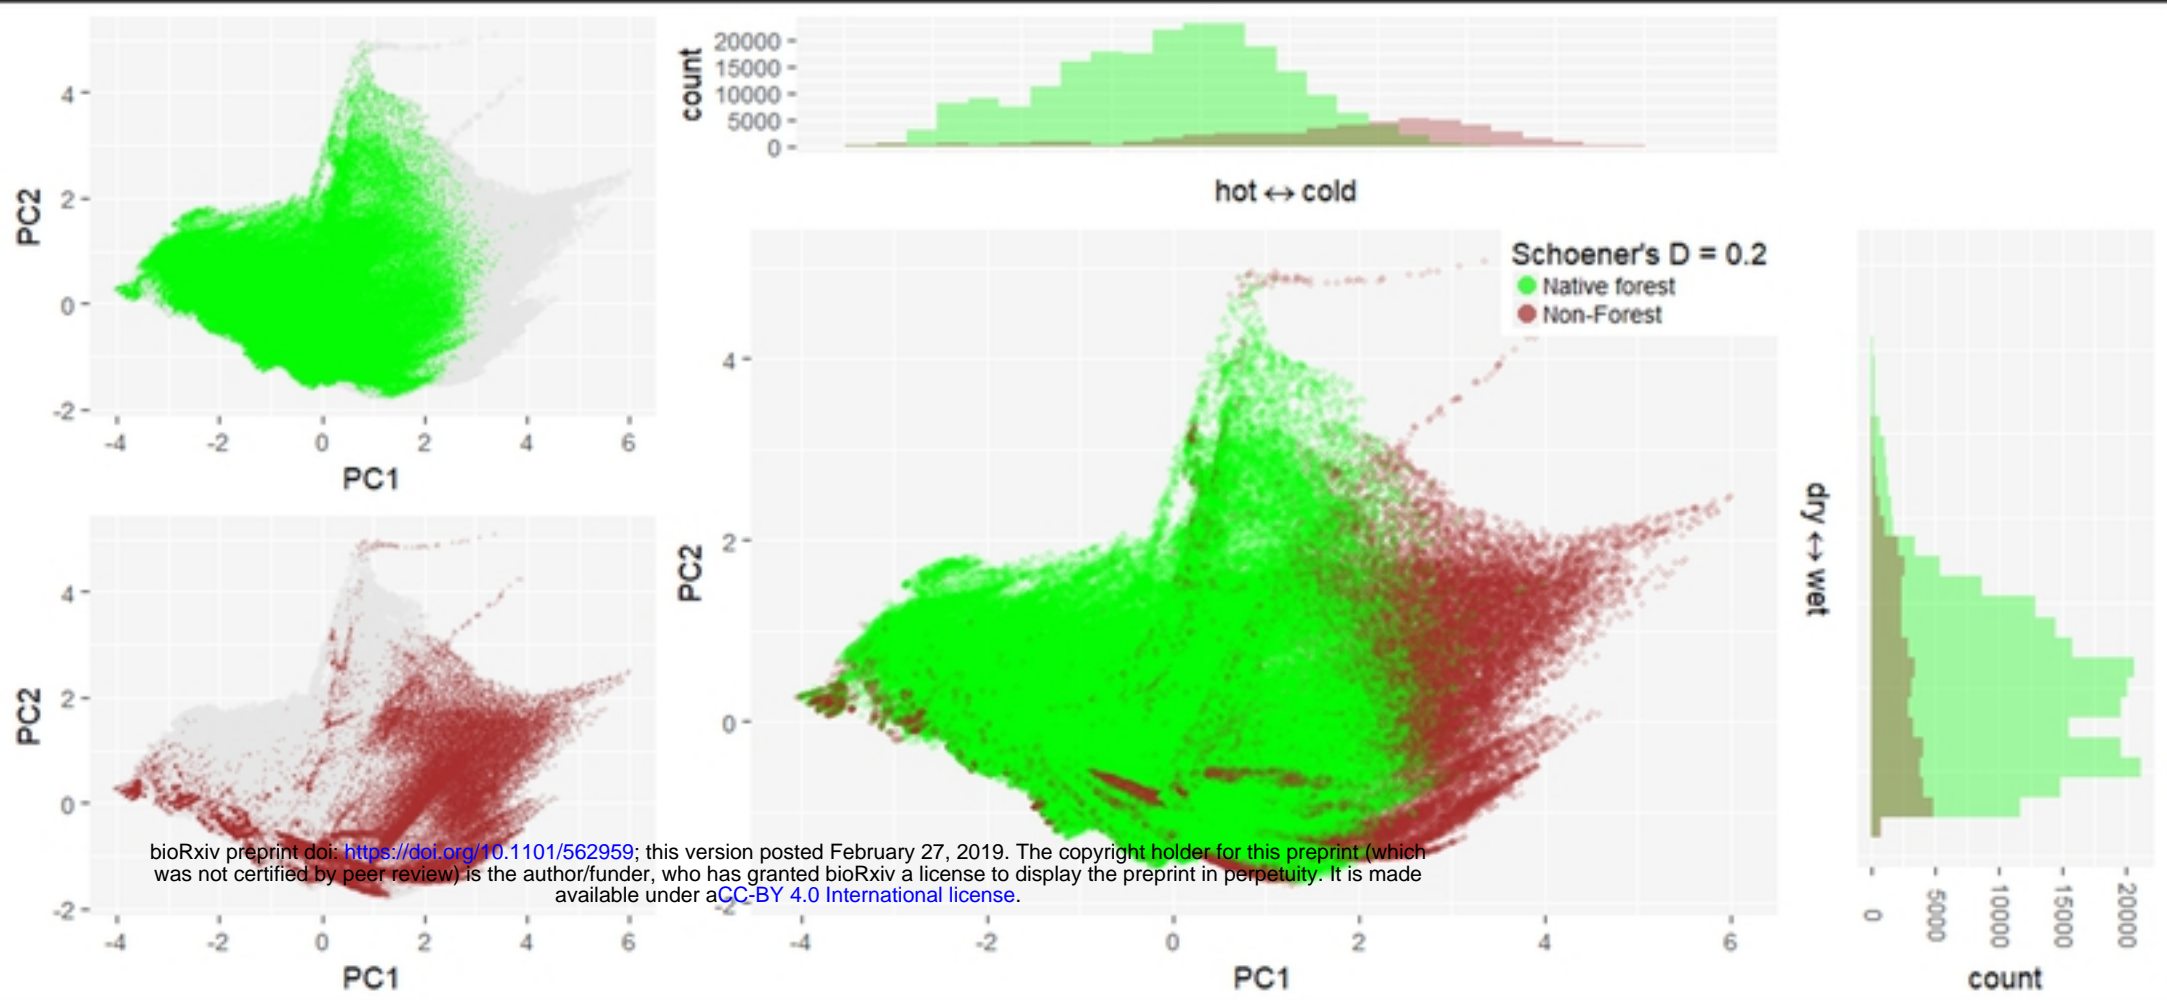 4
2
0
-2
PC2
-4 -2 0 2 4 6
PC1
count
20000
15000
10000
5000
0
hot ↔ cold
Schoener's D = 0.2
Native forest
Non-Forest
4
2
0
-2
PC2
-4 -2 0 2 4 6
PC1
4
2
0
-2
PC2
-4 -2 0 2 4 6
PC1
dry ↔ wet
0 5000 10000 15000 20000
count
bioRxiv preprint doi: https://doi.org/10.1101/562959; this version posted February 27, 2019. The copyright holder for this preprint (which
was not certified by peer review) is the author/funder, who has granted bioRxiv a license to display the preprint in perpetuity. It is made
available under aCC-BY 4.0 International license.